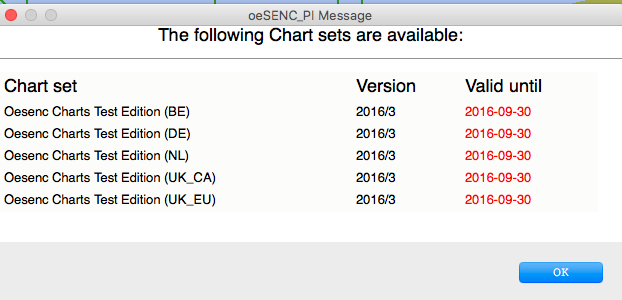 oeSENC_PI Message
The following Chart sets are available:
Chart set Version Valid until
Oesenc Charts Test Edition (BE) 2016/3 2016-09-30
Oesenc Charts Test Edition (DE) 2016/3 2016-09-30
Oesenc Charts Test Edition (NL) 2016/3 2016-09-30
Oesenc Charts Test Edition (UK_CA) 2016/3 2016-09-30
Oesenc Charts Test Edition (UK_EU) 2016/3 2016-09-30
OK